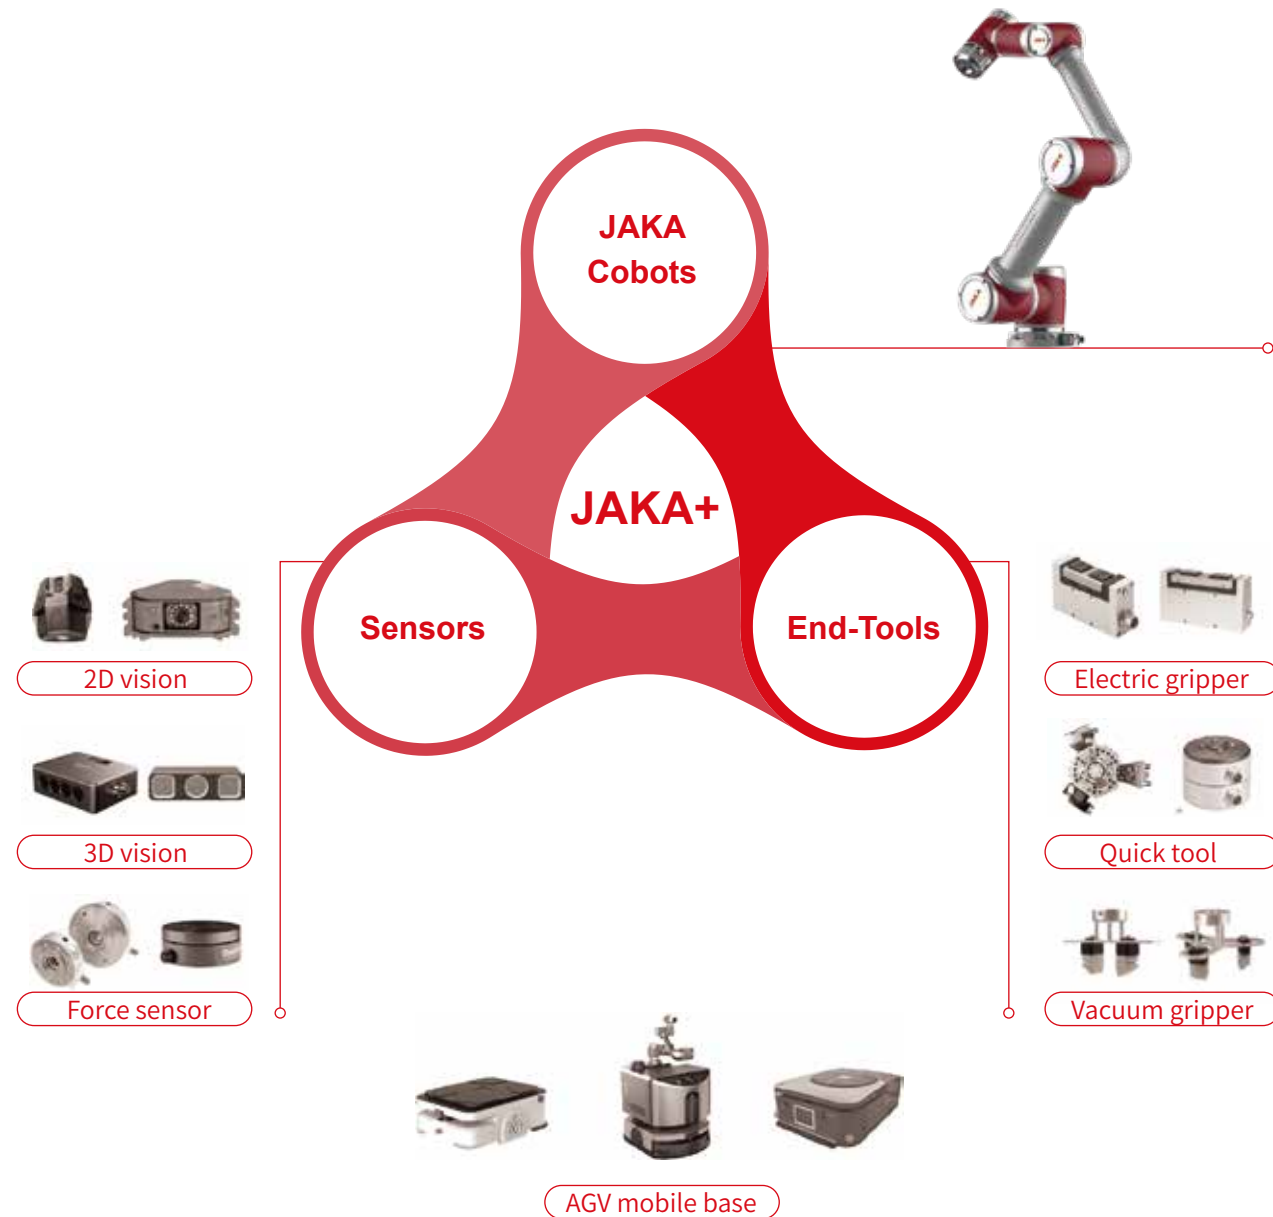 JAKA
Cobots
JAKA+
Sensors
End-Tools
2D vision
3D vision
Force sensor
Electric gripper
Quick tool
Vacuum gripper
AGV mobile base